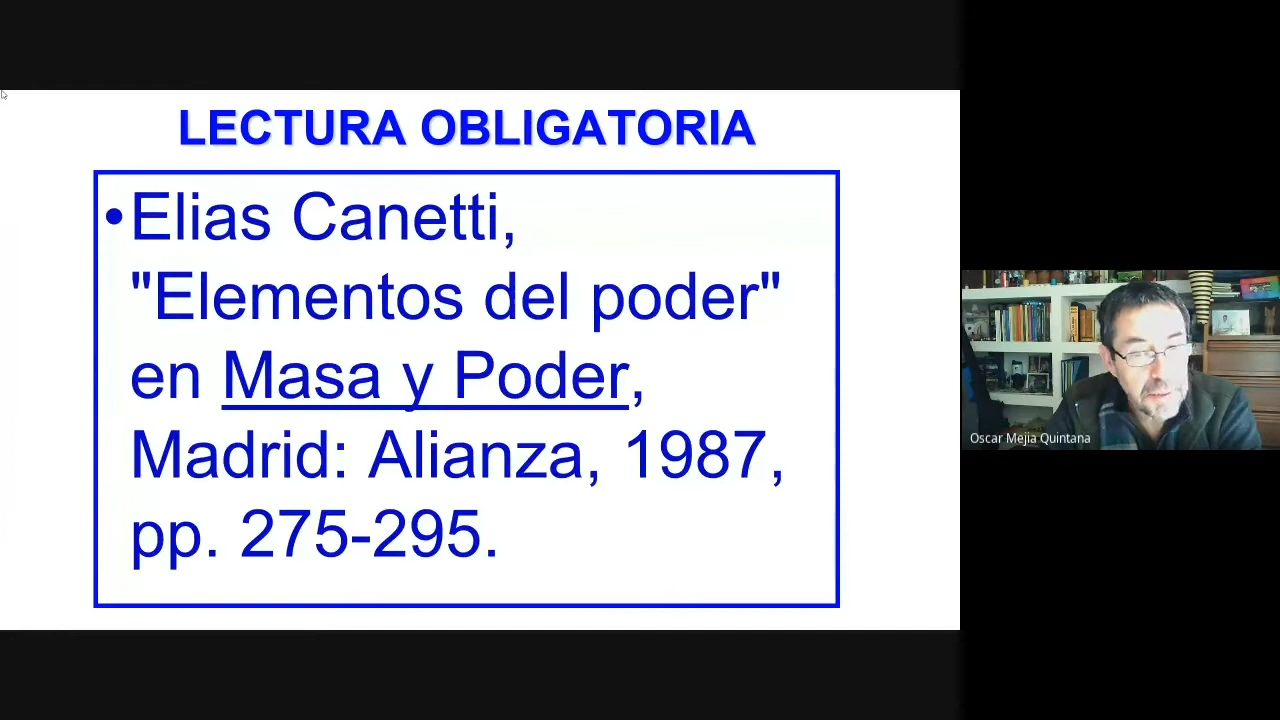 LECTURA OBLIGATORIA
•Elias Canetti,
"Elementos del poder"
en Masa y Poder,
Madrid: Alianza, 1987,
pp. 275-295.
Oscar Mejia Quintana